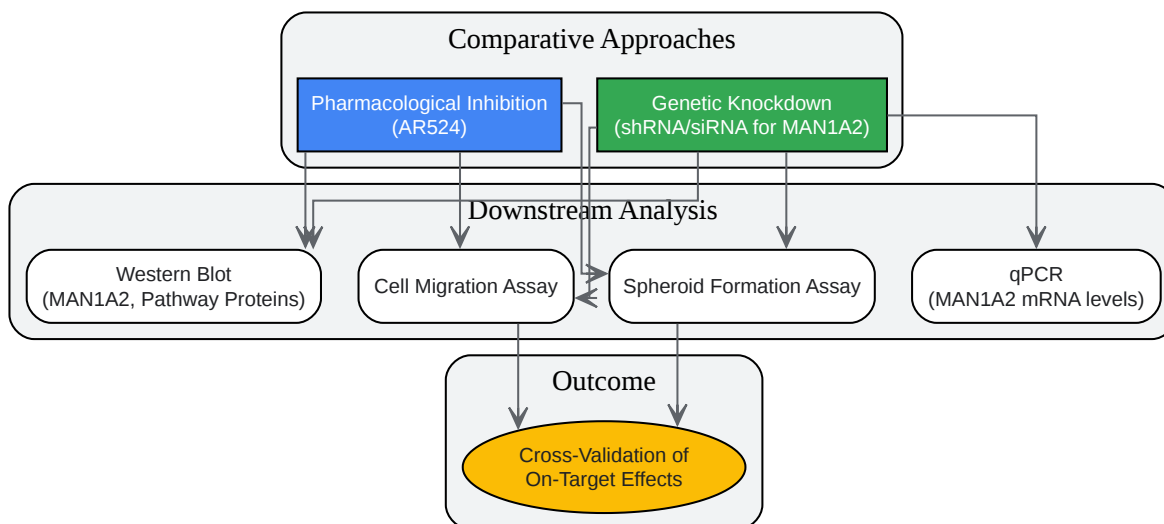 Comparative Approaches
Pharmacological Inhibition
(AR524)
Genetic Knockdown
(shRNA/siRNA for MAN1A2)
Downstream Analysis
Western Blot
(MAN1A2, Pathway Proteins)
Cell Migration Assay
Spheroid Formation Assay
qPCR
(MAN1A2 mRNA levels)
Outcome
Cross-Validation of
On-Target Effects